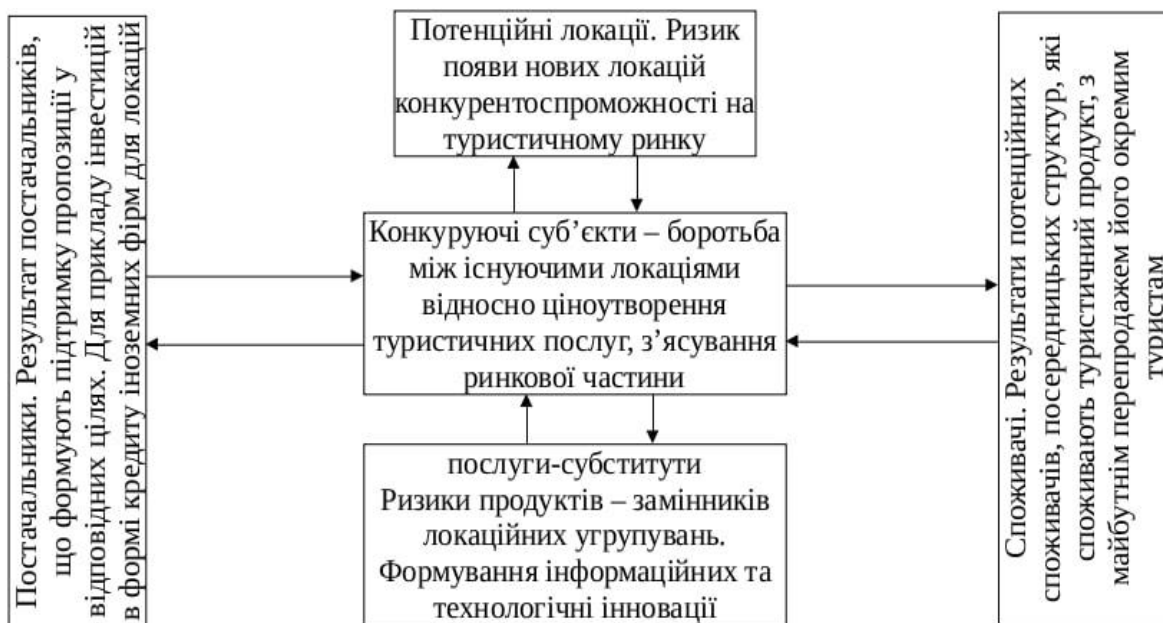 Постачальники. Результат постачальників,
що формують підтримку пропозиції у
відповідних цілях. Для прикладу інвестицій
в формі кредиту іноземних фірм для локацій
Потенційні локації. Ризик
появи нових локацій
конкурентоспроможності на
туристичному ринку
Конкуруючі суб’єкти – боротьба
між існуючими локаціями
відносно ціноутворення
туристичних послуг, з’ясування
ринкової частини
послуги-субститути
Ризики продуктів – замінників
локаційних угрупувань.
Формування інформаційних та
технологічні інновації
Споживачі. Результати потенційних
споживачів, посередницьких структур, які
споживають туристичний продукт, з
майбутнім перепродажем його окремим
туристам